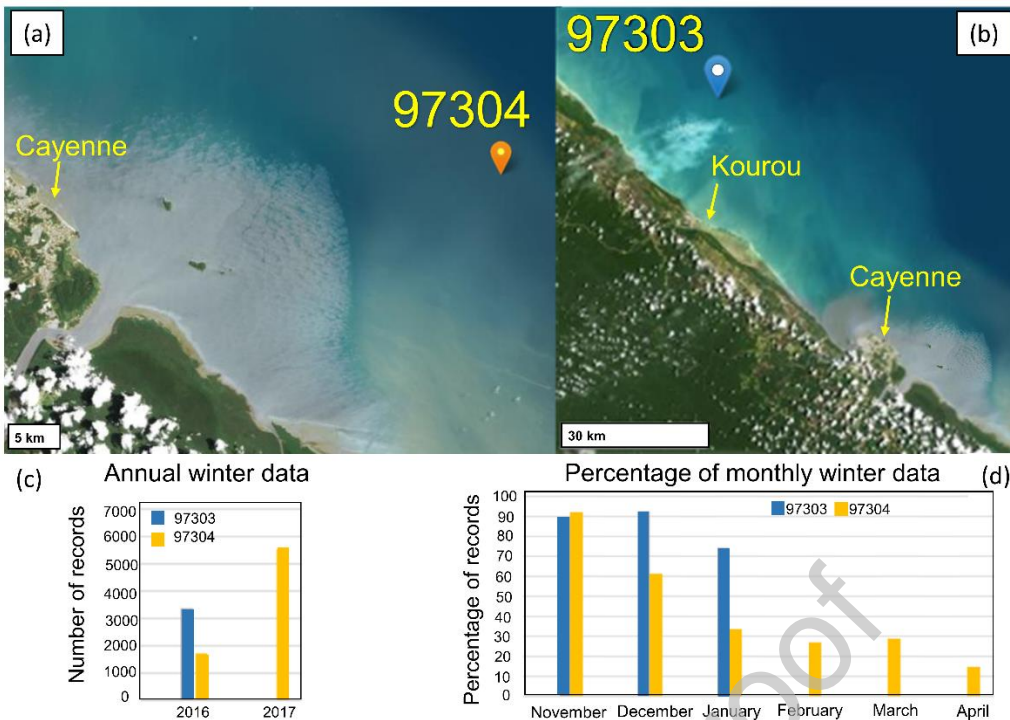 (a)
97304
Cayenne
5 km
97303
(b)
Kourou
Cayenne
30 km
(c)
Annual winter data
Number of records
7000
6000
5000
4000
3000
2000
1000
0
97303
97304
2016
2017
Percentage of monthly winter data
(d)
Percentage of records
100
90
80
70
60
50
40
30
20
10
0
97303
97304
November
December
January
February
March
April
oof